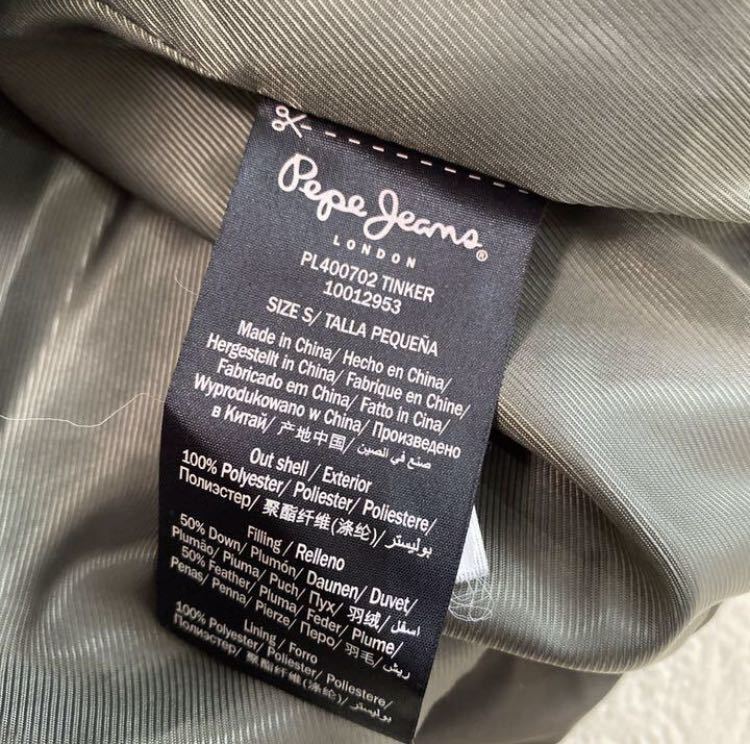 Pepe Jeans®
LONDON
PL400702 TINKER
10012953
SIZE S/ TALLA PEQUEÑA
Made in China/ Hecho en China/
Hergestellt in China/ Fabrique en Chine/
Fabricado em China/ Fatto in Cina/
Wyprodukowano w China/ Произведено
в Китай/ 产地中国/ صنع في الصين
Out shell / Exterior
100% Polyester/ Poliester/ Poliestere/
Полиэстер/ 聚酯纤维(涤纶)/ بوليستر/
Filling / Relleno
50% Down/ Plumón/ Daunen/ Duvet/
Plumão/ Piuma/ Puch/ Пух/ 羽绒/ اسفل/
50% Feather/ Pluma/ Feder/ Plume/
Penas/ Penna/ Pierze/ Перо/ 羽毛/ ريش/
Lining / Forro
100% Polyester/ Poliester/ Poliestere/
Полиэстер/ 聚酯纤维(涤纶)/ بوليستر/